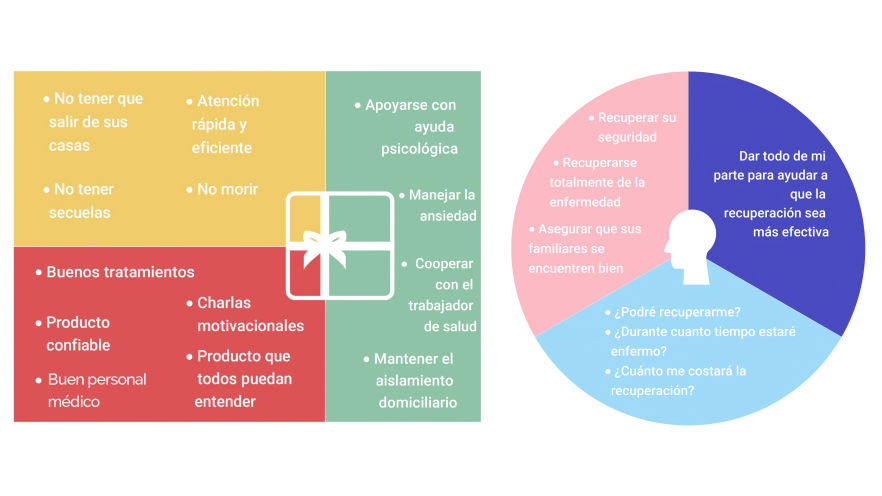 • No tener que
salir de sus
casas
• Atención
rápida y
eficiente
• No tener
secuelas
• No morir
• Buenos tratamientos
• Producto
confiable
• Buen personal
médico
• Charlas
motivacionales
• Producto que
todos puedan
entender
• Apoyarse con
ayuda
psicológica
• Manejar la
ansiedad
• Cooperar
con el
trabajador
de salud
• Mantener el
aislamiento
domiciliario
• Recuperar su
seguridad
• Recuperarse
totalmente de la
enfermedad
• Asegurar que sus
familiares se
encuentren bien
Dar todo de mi
parte para ayudar a
que la
recuperación sea
más efectiva
• ¿Podré recuperarme?
• ¿Durante cuanto tiempo estaré
enfermo?
• ¿Cuánto me costará la
recuperación?